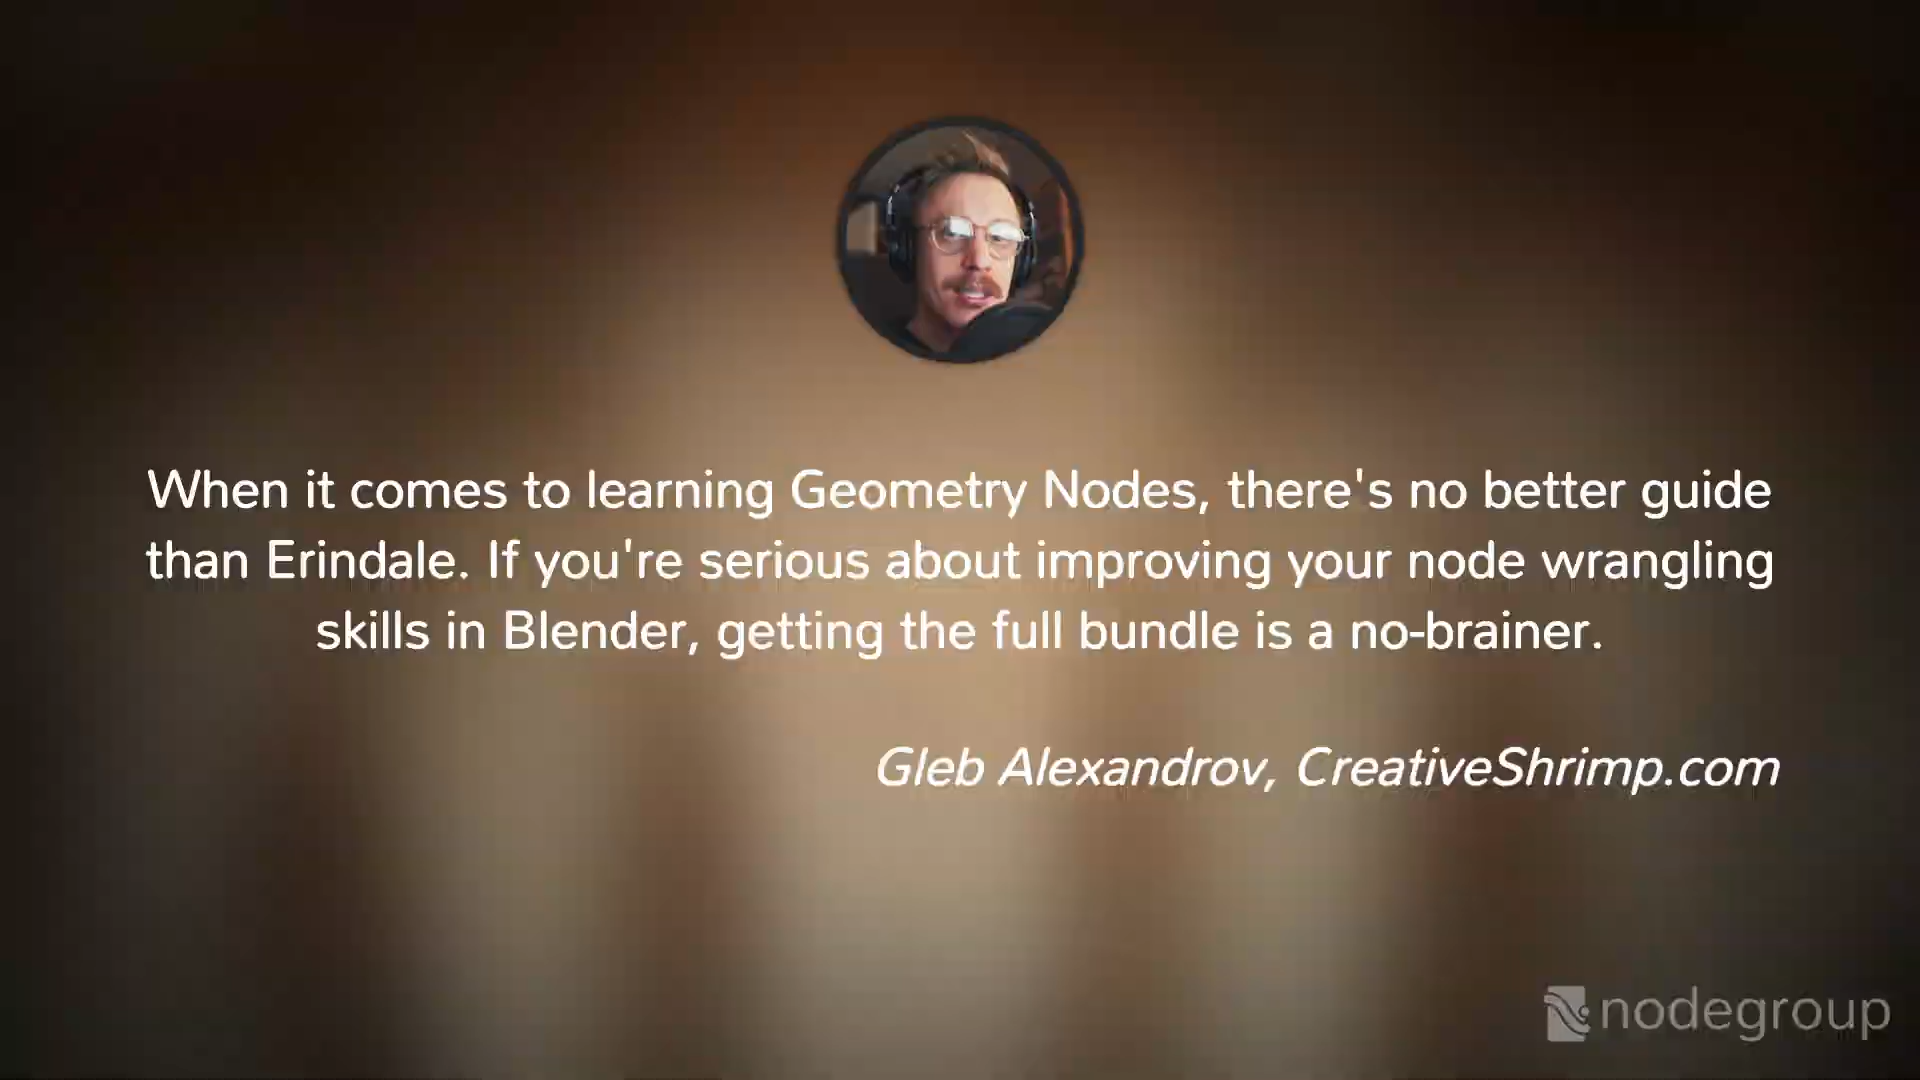 When it comes to learning Geometry Nodes, there's no better guide
than Erindale. If you're serious about improving your node wrangling
skills in Blender, getting the full bundle is a no-brainer.
Gleb Alexandrov, CreativeShrimp.com
nodegroup